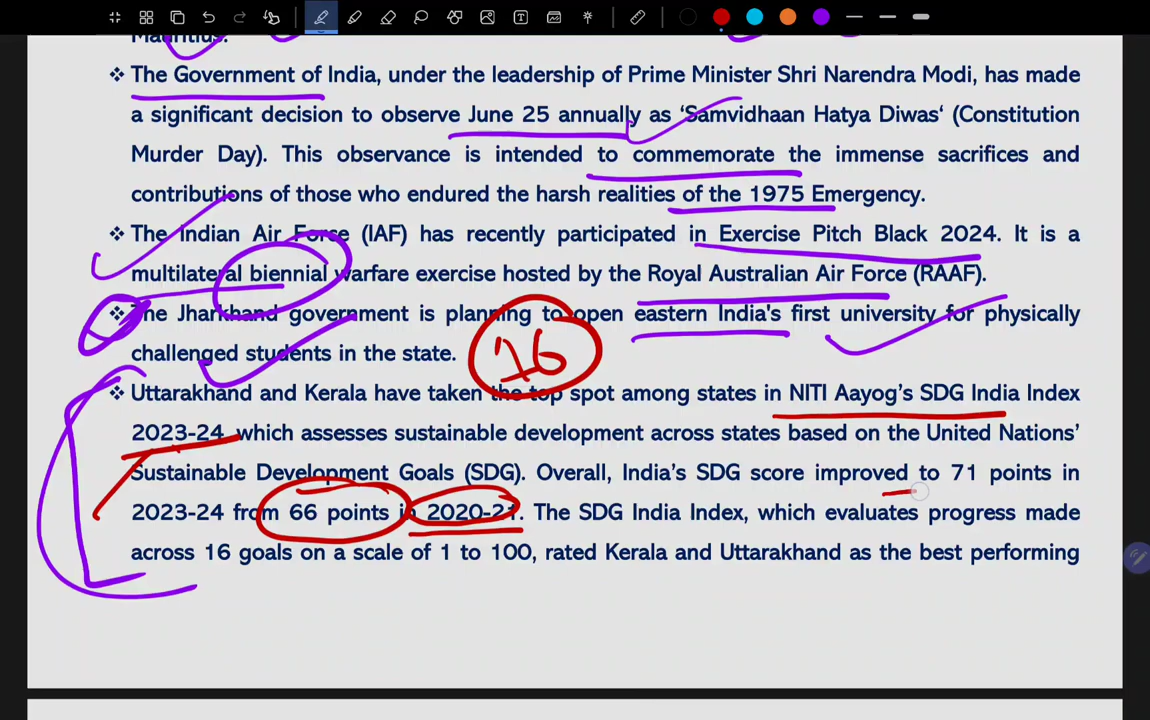 Mauritius.
❖ The Government of India, under the leadership of Prime Minister Shri Narendra Modi, has made
a significant decision to observe June 25 annually as ‘Samvidhaan Hatya Diwas‘ (Constitution
Murder Day). This observance is intended to commemorate the immense sacrifices and
contributions of those who endured the harsh realities of the 1975 Emergency.
❖ The Indian Air Force (IAF) has recently participated in Exercise Pitch Black 2024. It is a
multilateral biennial warfare exercise hosted by the Royal Australian Air Force (RAAF).
❖ The Jharkhand government is planning to open eastern India's first university for physically
challenged students in the state.
16
❖ Uttarakhand and Kerala have taken the top spot among states in NITI Aayog’s SDG India Index
2023-24 which assesses sustainable development across states based on the United Nations’
Sustainable Development Goals (SDG). Overall, India’s SDG score improved to 71 points in
2023-24 from 66 points in 2020-21. The SDG India Index, which evaluates progress made
across 16 goals on a scale of 1 to 100, rated Kerala and Uttarakhand as the best performing